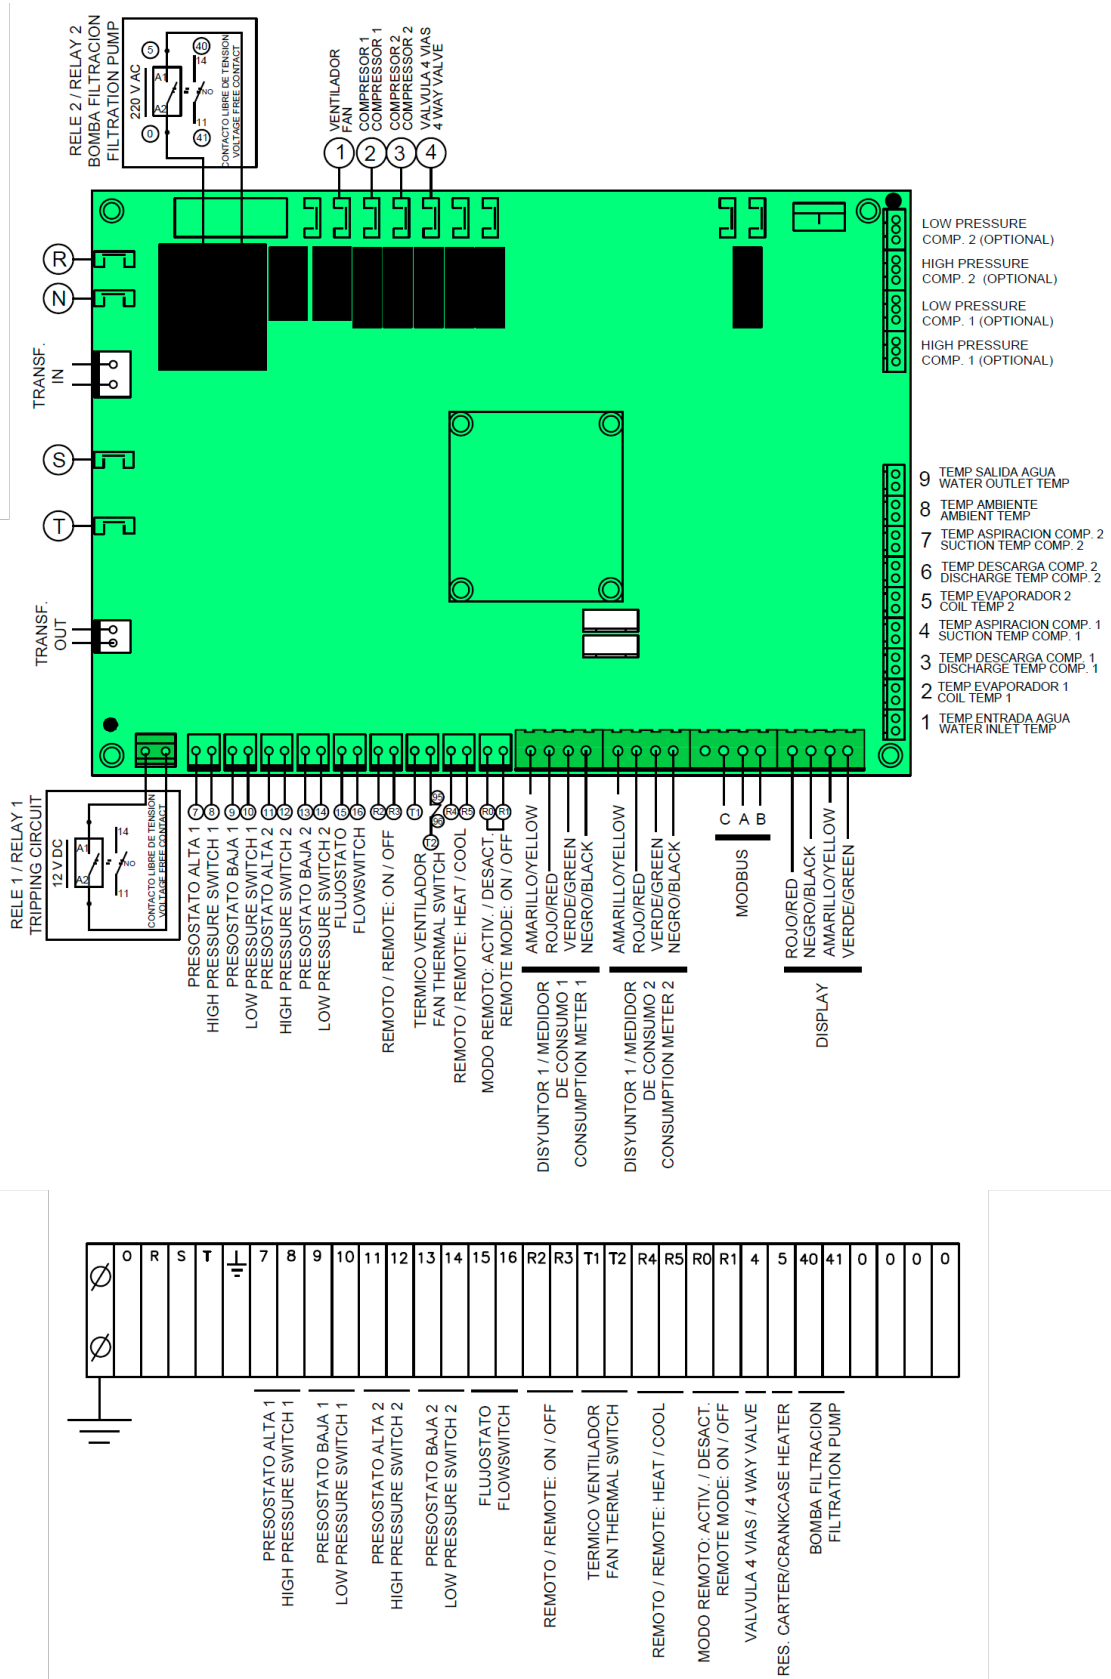 RELE 2 / RELAY 2
BOMBA FILTRACION
FILTRATION PUMP
220 V AC
5
0
A1
A2
40
14
NO
11
41
CONTACTO LIBRE DE TENSION
VOLTAGE FREE CONTACT
VENTILADOR
FAN
1
COMPRESOR 1
COMPRESSOR 1
2
COMPRESOR 2
COMPRESSOR 2
3
VALVULA 4 VIAS
4 WAY VALVE
4
R
N
TRANSF.
IN
S
T
TRANSF.
OUT
LOW PRESSURE
COMP. 2 (OPTIONAL)
HIGH PRESSURE
COMP. 2 (OPTIONAL)
LOW PRESSURE
COMP. 1 (OPTIONAL)
HIGH PRESSURE
COMP. 1 (OPTIONAL)
9 TEMP SALIDA AGUA
WATER OUTLET TEMP
8 TEMP AMBIENTE
AMBIENT TEMP
7 TEMP ASPIRACION COMP. 2
SUCTION TEMP COMP. 2
6 TEMP DESCARGA COMP. 2
DISCHARGE TEMP COMP. 2
5 TEMP EVAPORADOR 2
COIL TEMP 2
4 TEMP ASPIRACION COMP. 1
SUCTION TEMP COMP. 1
3 TEMP DESCARGA COMP. 1
DISCHARGE TEMP COMP. 1
2 TEMP EVAPORADOR 1
COIL TEMP 1
1 TEMP ENTRADA AGUA
WATER INLET TEMP
RELE 1 / RELAY 1
TRIPPING CIRCUIT
12 V DC
A1
A2
14
NO
11
CONTACTO LIBRE DE TENSION
VOLTAGE FREE CONTACT
7 8 9 10 11 12 13 14 15 16 R2 R3 T1 95 96 T2 R4 R5 R0 R1
PRESOSTATO ALTA 1
HIGH PRESSURE SWITCH 1
PRESOSTATO BAJA 1
LOW PRESSURE SWITCH 1
PRESOSTATO ALTA 2
HIGH PRESSURE SWITCH 2
PRESOSTATO BAJA 2
LOW PRESSURE SWITCH 2
FLUJOSTATO
FLOWSWITCH
REMOTO / REMOTE: ON / OFF
TERMICO VENTILADOR
FAN THERMAL SWITCH
REMOTO / REMOTE: HEAT / COOL
MODO REMOTO: ACTIV. / DESACT.
REMOTE MODE: ON / OFF
AMARILLO/YELLOW
ROJO/RED
VERDE/GREEN
NEGRO/BLACK
DISYUNTOR 1 / MEDIDOR
DE CONSUMO 1
CONSUMPTION METER 1
AMARILLO/YELLOW
ROJO/RED
VERDE/GREEN
NEGRO/BLACK
DISYUNTOR 1 / MEDIDOR
DE CONSUMO 2
CONSUMPTION METER 2
C A B
MODBUS
ROJO/RED
NEGRO/BLACK
AMARILLO/YELLOW
VERDE/GREEN
DISPLAY
0 R S T 7 8 9 10 11 12 13 14 15 16 R2 R3 T1 T2 R4 R5 R0 R1 4 5 40 41 0 0 0 0
PRESOSTATO ALTA 1
HIGH PRESSURE SWITCH 1
PRESOSTATO BAJA 1
LOW PRESSURE SWITCH 1
PRESOSTATO ALTA 2
HIGH PRESSURE SWITCH 2
PRESOSTATO BAJA 2
LOW PRESSURE SWITCH 2
FLUJOSTATO
FLOWSWITCH
REMOTO / REMOTE: ON / OFF
TERMICO VENTILADOR
FAN THERMAL SWITCH
REMOTO / REMOTE: HEAT / COOL
MODO REMOTO: ACTIV. / DESACT.
REMOTE MODE: ON / OFF
VALVULA 4 VIAS / 4 WAY VALVE
RES. CARTER/CRANKCASE HEATER
BOMBA FILTRACION
FILTRATION PUMP